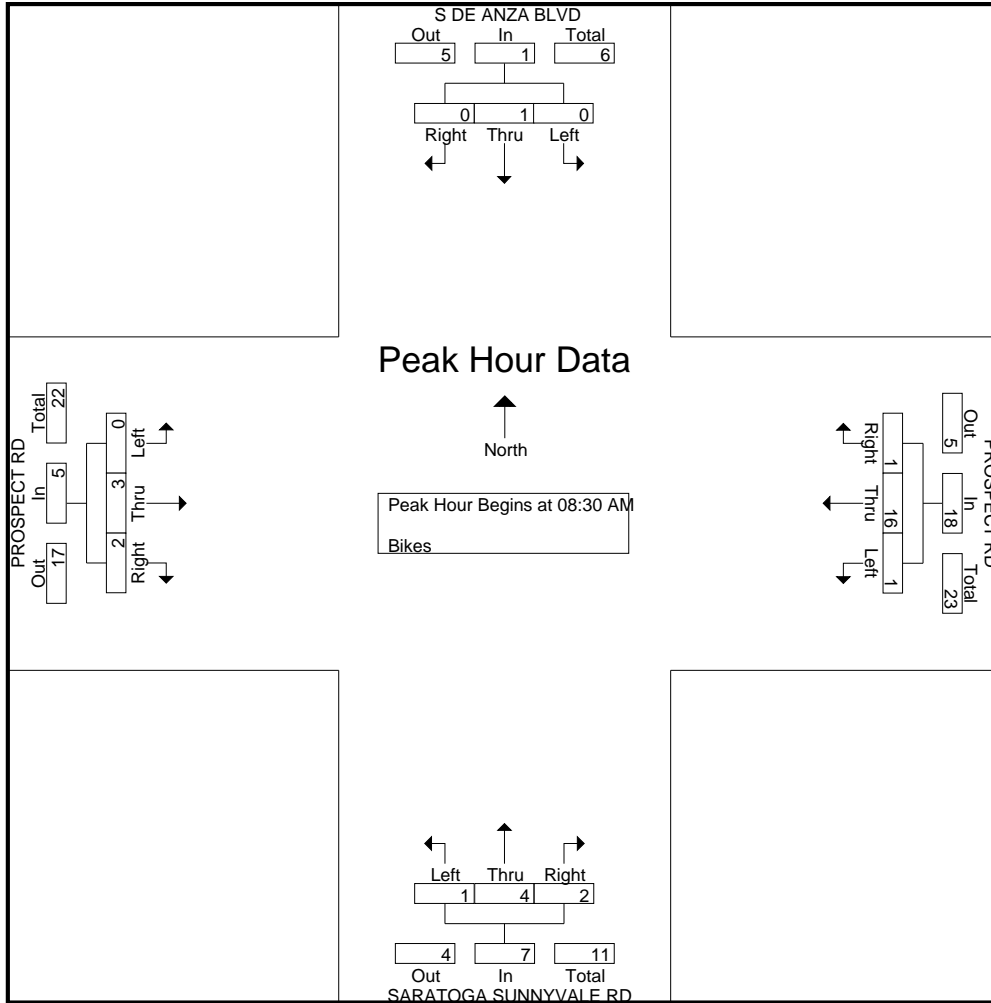 S DE ANZA BLVD
Out In Total
5 1 6
0 1 0
Right Thru Left
Peak Hour Data
North
Peak Hour Begins at 08:30 AM
Bikes
PROSPECT RD
Total In Out
22 5 17
0 3 2
Left Thru Right
PROSPECT RD
Out In Total
5 18 23
1 16 1
Right Thru Left
Left Thru Right
1 4 2
4 7 11
Out In Total
SARATOGA SUNNYVALE RD